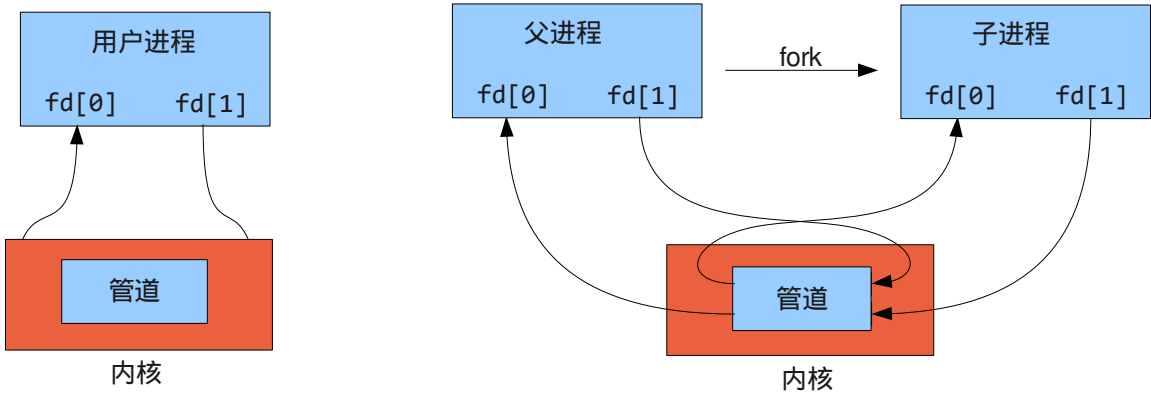 用户进程
fd[0] fd[1]
管道
内核
父进程
fd[0] fd[1]
fork
子进程
fd[0] fd[1]
管道
内核